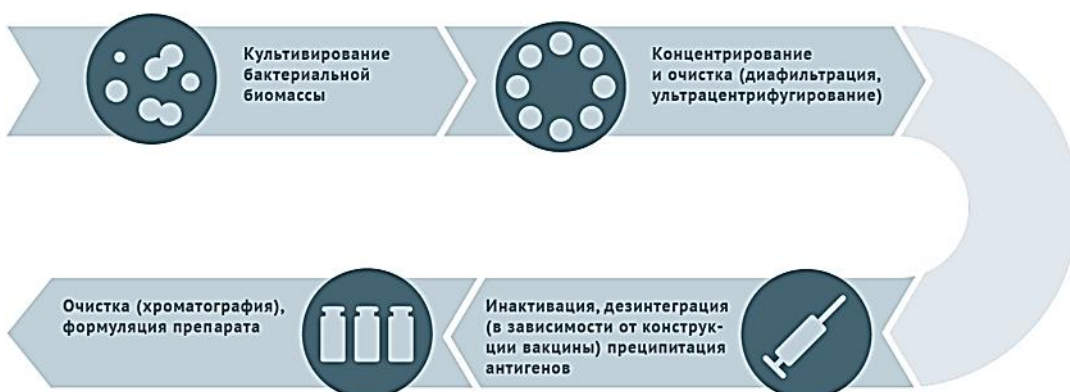 Культивирование
бактериальной
биомассы
Концентрирование
и очистка (диафильтрация,
ультрацентрифугирование)
Инактивация, дезинтеграция
(в зависимости от конструк-
ции вакцины) преципитация
антигенов
Очистка (хроматография),
формуляция препарата